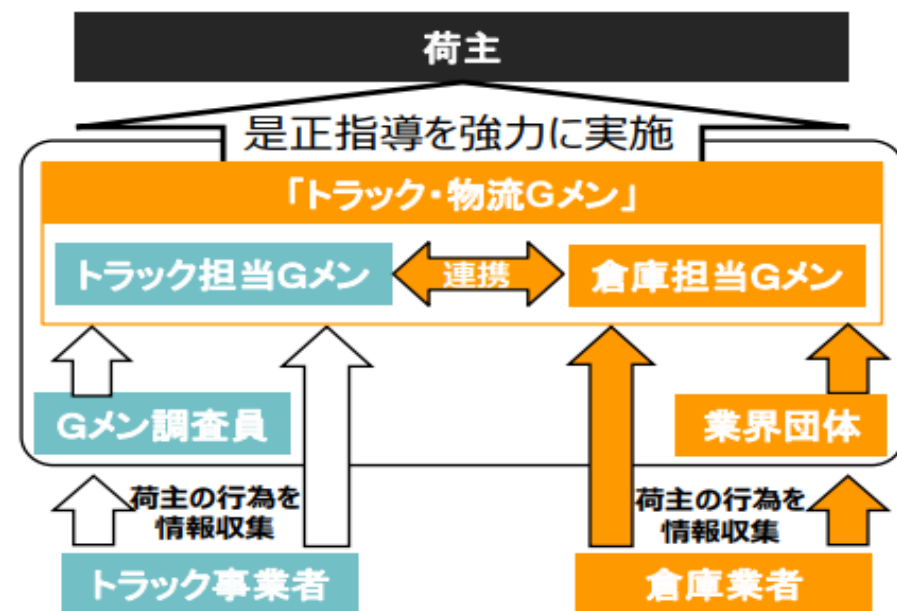 荷主
是正指導を強力に実施
「トラック・物流Gメン」
トラック担当Gメン
連携
倉庫担当Gメン
Gメン調査員
業界団体
荷主の行為を
情報収集
荷主の行為を
情報収集
トラック事業者
倉庫業者